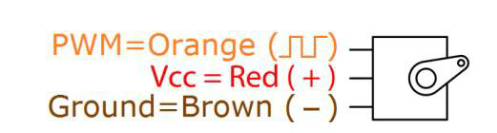 PWM=Orange (⎍⎍)
Vcc = Red ( + )
Ground=Brown ( − )